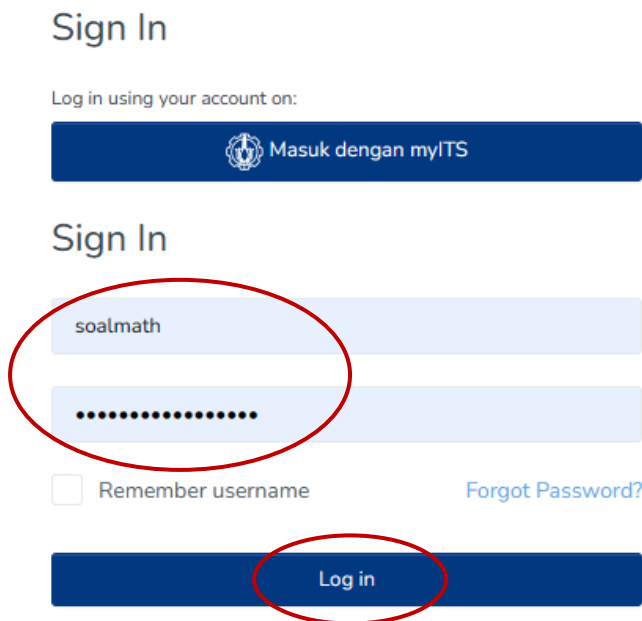 Sign In
Log in using your account on:
Masuk dengan myITS
Sign In
soalmath
•••••••••••••••••
Remember username Forgot Password?
Log in